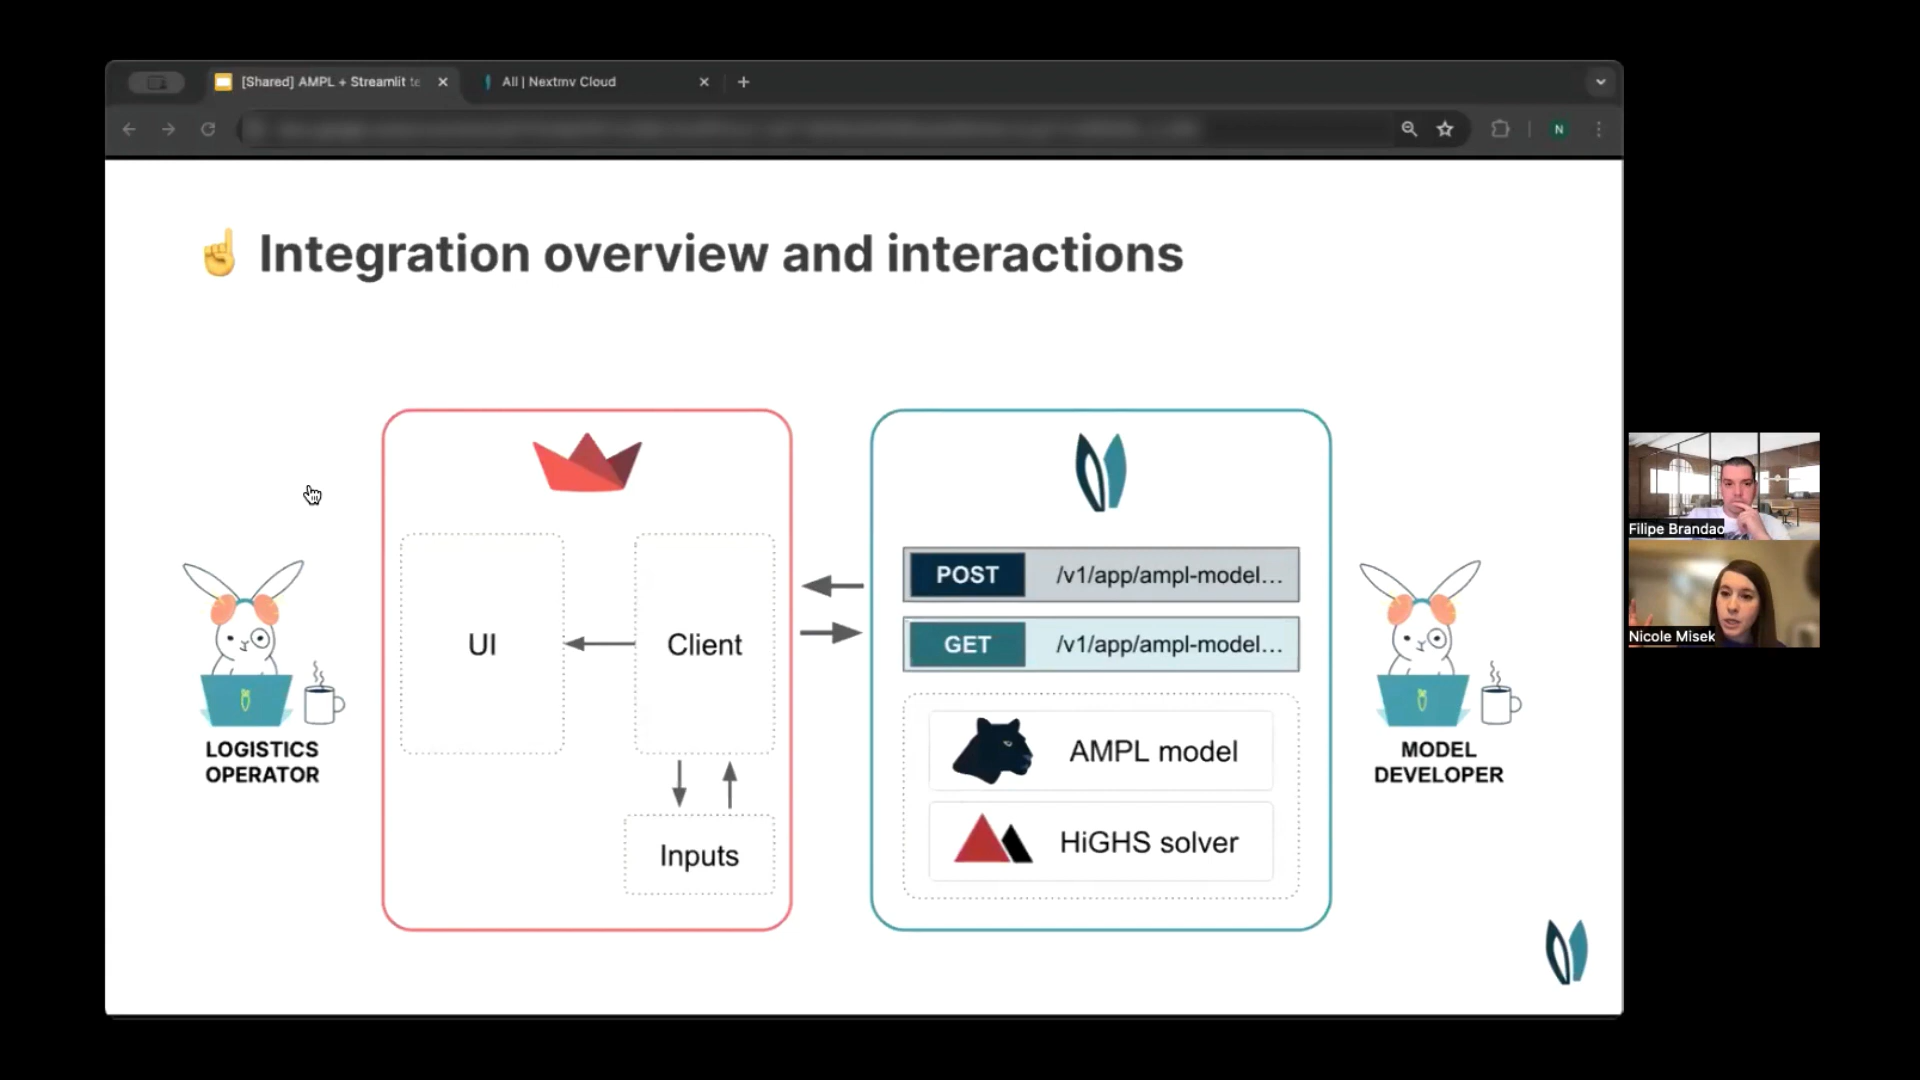 [Shared] AMPL + Streamlit te
All | Nextmv Cloud
N
☝ Integration overview and interactions
LOGISTICS
OPERATOR
UI
Client
Inputs
POST /v1/app/ampl-model...
GET /v1/app/ampl-model...
AMPL model
HiGHS solver
MODEL
DEVELOPER
Filipe Brandao
Nicole Misek